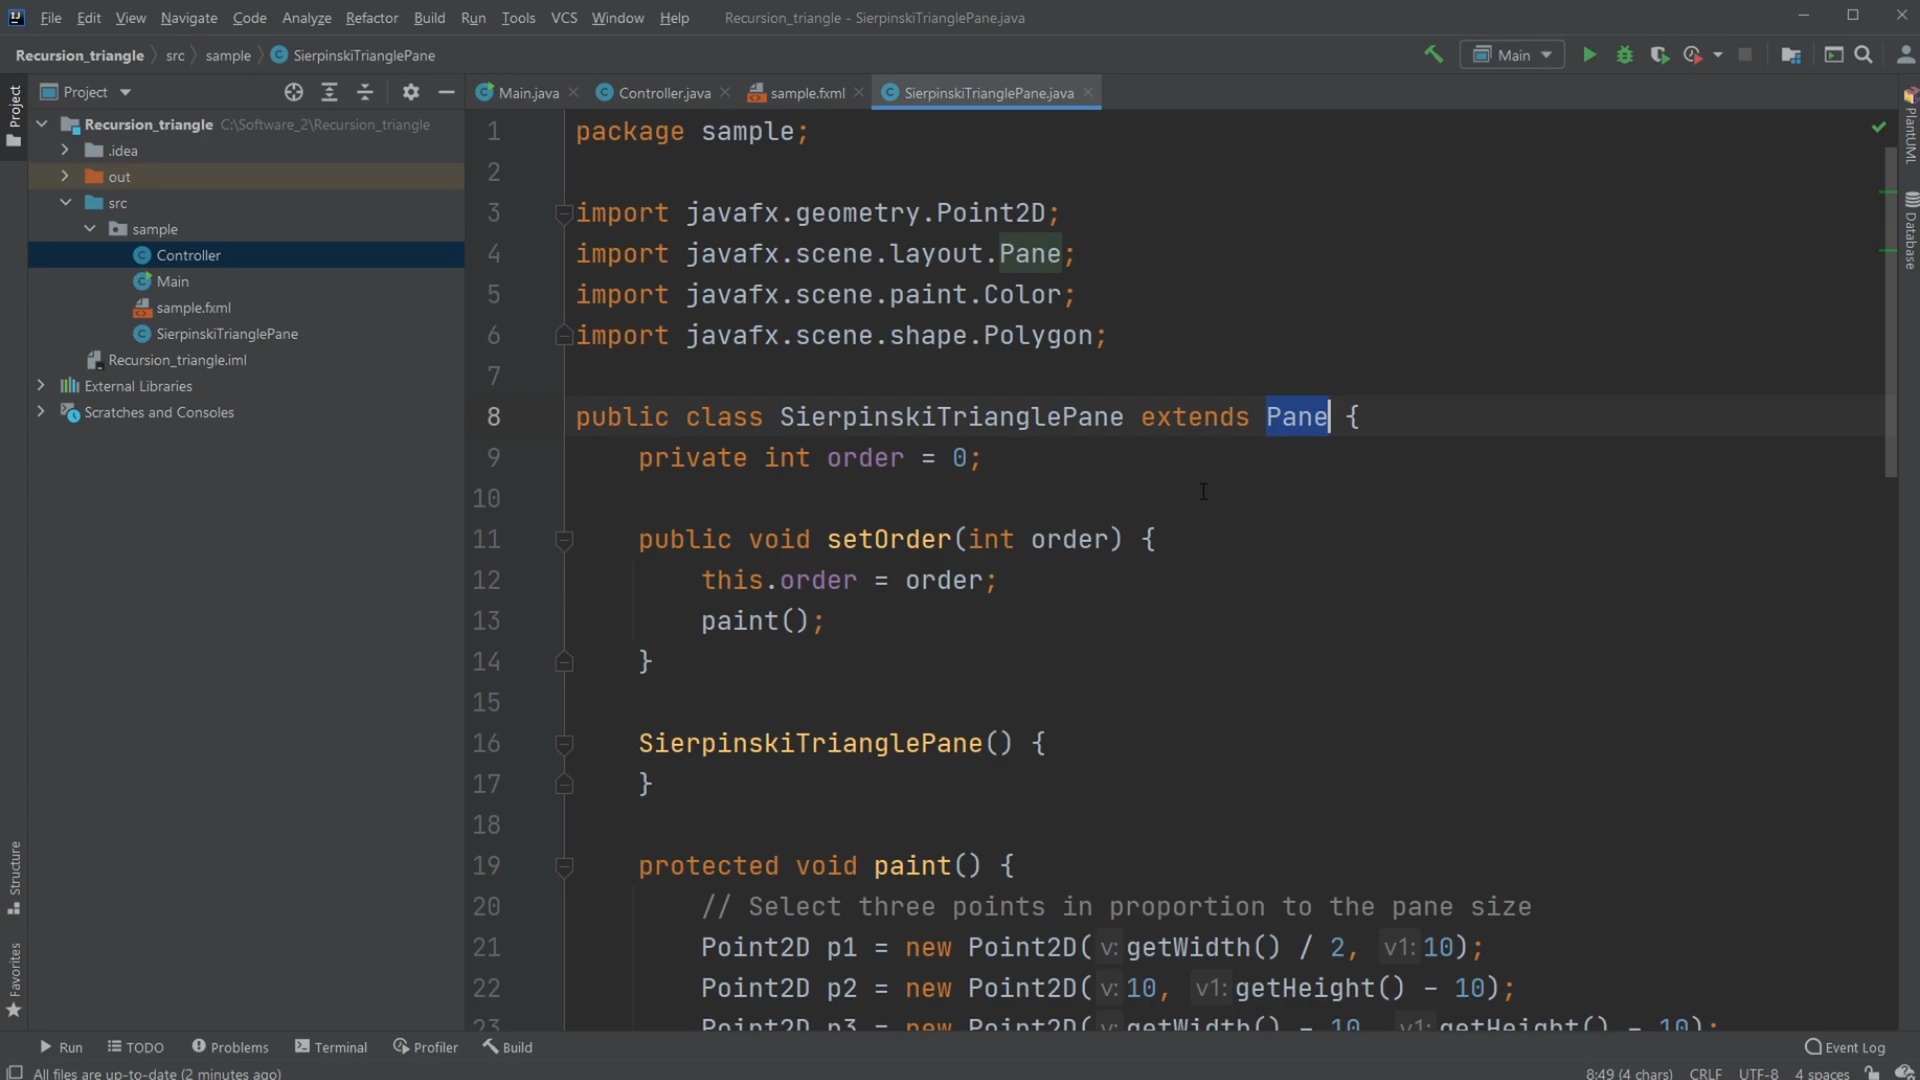 File Edit View Navigate Code Analyze Refactor Build Run Tools VCS Window Help Recursion_triangle - SierpinskiTrianglePane.java
Recursion_triangle src sample SierpinskiTrianglePane Main
Project Main.java Controller.java sample.fxml SierpinskiTrianglePane.java
Project
Recursion_triangle C:\Software_2\Recursion_triangle
.idea
out
src
sample
Controller
Main
sample.fxml
SierpinskiTrianglePane
Recursion_triangle.iml
External Libraries
Scratches and Consoles
Structure
Favorites
1 package sample;
2
3 import javafx.geometry.Point2D;
4 import javafx.scene.layout.Pane;
5 import javafx.scene.paint.Color;
6 import javafx.scene.shape.Polygon;
7
8 public class SierpinskiTrianglePane extends Pane {
9 private int order = 0;
10
11 public void setOrder(int order) {
12 this.order = order;
13 paint();
14 }
15
16 SierpinskiTrianglePane() {
17 }
18
19 protected void paint() {
20 // Select three points in proportion to the pane size
21 Point2D p1 = new Point2D( v: getWidth() / 2, v1: 10);
22 Point2D p2 = new Point2D( v: 10, v1: getHeight() - 10);
23 Point2D p3 = new Point2D( v: getWidth() - 10, v1: getHeight() - 10);
PlantUML
Database
Run TODO Problems Terminal Profiler Build Event Log
All files are up-to-date (2 minutes ago) 8:49 (4 chars) CRLF UTF-8 4 spaces